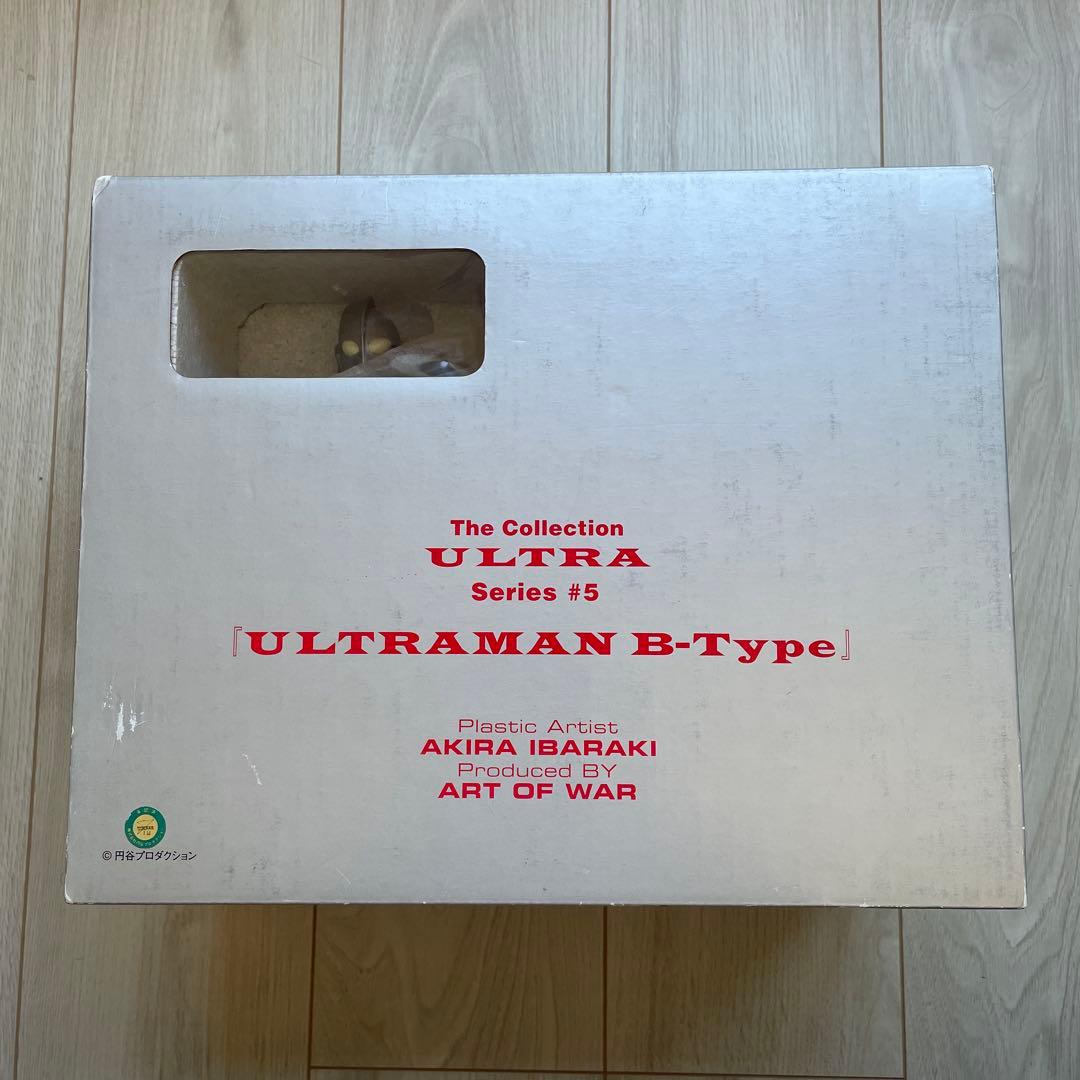 The Collection
ULTRA
Series #5
『ULTRAMAN B-Type』
Plastic Artist
AKIRA IBARAKI
Produced BY
ART OF WAR
© 円谷プロダクション